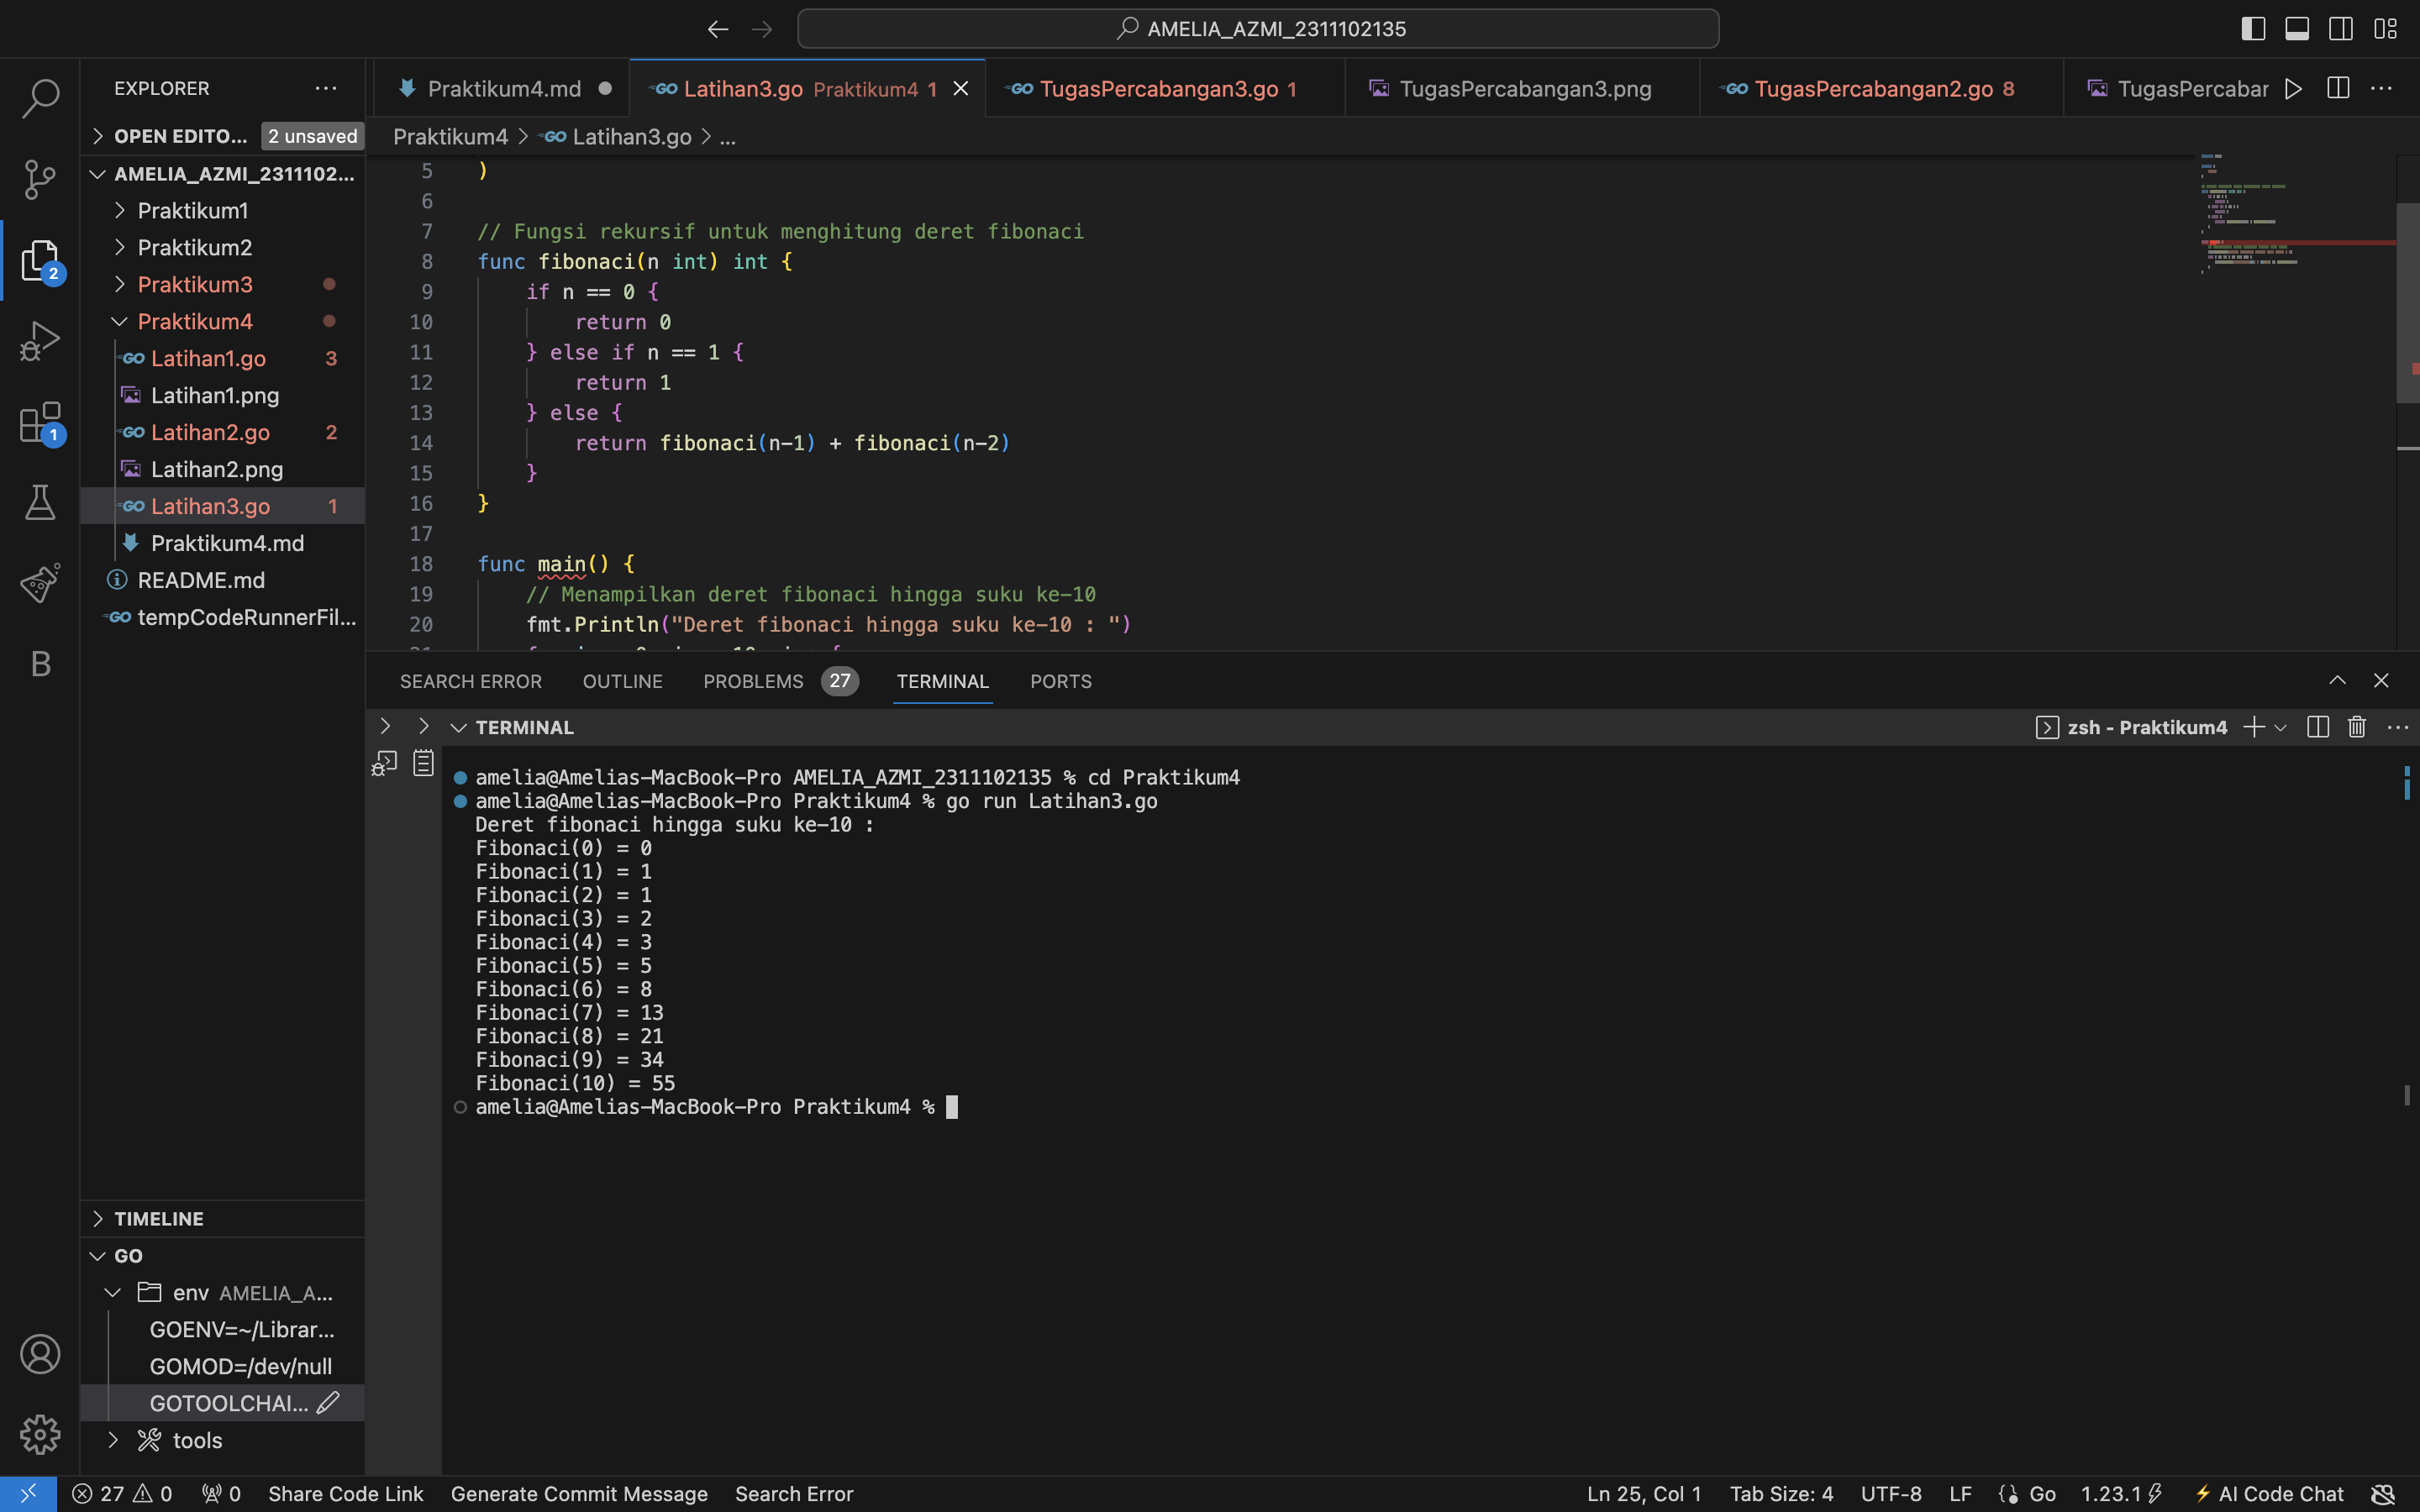 AMELIA_AZMI_2311102135
EXPLORER
OPEN EDITO... 2 unsaved
AMELIA_AZMI_2311102...
Praktikum1
Praktikum2
Praktikum3
Praktikum4
GO Latihan1.go 3
Latihan1.png
GO Latihan2.go 2
Latihan2.png
GO Latihan3.go 1
Praktikum4.md
README.md
GO tempCodeRunnerFil...
2
1
B
TIMELINE
GO
env AMELIA_A...
GOENV=~/Librar...
GOMOD=/dev/null
GOTOOLCHAI...
tools
Praktikum4.md
GO Latihan3.go Praktikum4 1
GO TugasPercabangan3.go 1
TugasPercabangan3.png
GO TugasPercabangan2.go 8
TugasPercabar
Praktikum4 > GO Latihan3.go > ...
5 )
6
7 // Fungsi rekursif untuk menghitung deret fibonaci
8 func fibonaci(n int) int {
9 if n == 0 {
10 return 0
11 } else if n == 1 {
12 return 1
13 } else {
14 return fibonaci(n-1) + fibonaci(n-2)
15 }
16 }
17
18 func main() {
19 // Menampilkan deret fibonaci hingga suku ke-10
20 fmt.Println("Deret fibonaci hingga suku ke-10 : ")
SEARCH ERROR OUTLINE PROBLEMS 27 TERMINAL PORTS
TERMINAL
zsh - Praktikum4
amelia@Amelias-MacBook-Pro AMELIA_AZMI_2311102135 % cd Praktikum4
amelia@Amelias-MacBook-Pro Praktikum4 % go run Latihan3.go
Deret fibonaci hingga suku ke-10 :
Fibonaci(0) = 0
Fibonaci(1) = 1
Fibonaci(2) = 1
Fibonaci(3) = 2
Fibonaci(4) = 3
Fibonaci(5) = 5
Fibonaci(6) = 8
Fibonaci(7) = 13
Fibonaci(8) = 21
Fibonaci(9) = 34
Fibonaci(10) = 55
amelia@Amelias-MacBook-Pro Praktikum4 %
27 0 0 Share Code Link Generate Commit Message Search Error Ln 25, Col 1 Tab Size: 4 UTF-8 LF Go 1.23.1 AI Code Chat